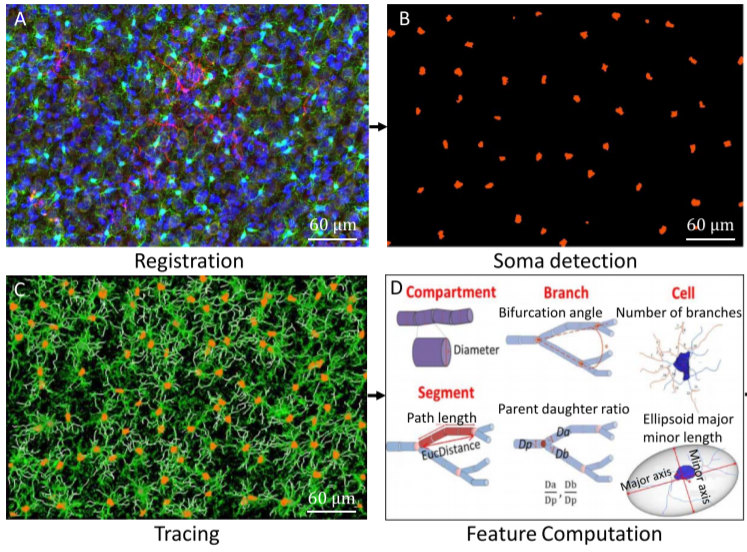 A
60 μm
Registration
B
60 μm
Soma detection
C
60 μm
Tracing
D
Compartment
Diameter
Branch
Bifurcation angle
Cell
Number of branches
Segment
Path length
EucDistance
Parent daughter ratio
Da
Dp
Db
Da/Dp, Db/Dp
Ellipsoid major
minor length
Major axis
Minor axis
Feature Computation